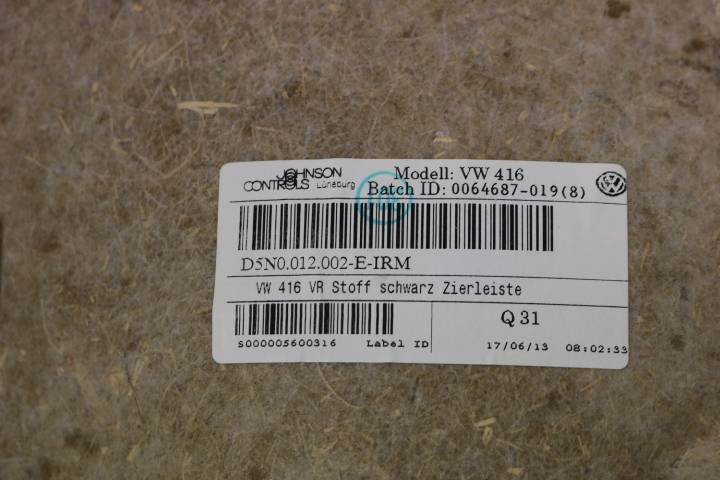 JOHNSON
CONTROLS Lüneburg
Modell: VW 416
Batch ID: 0064687-019(8)
D5N0.012.002-E-IRM
VW 416 VR Stoff schwarz Zierleiste
S000005600316 Label ID
Q 31
17/06/13 08:02:33